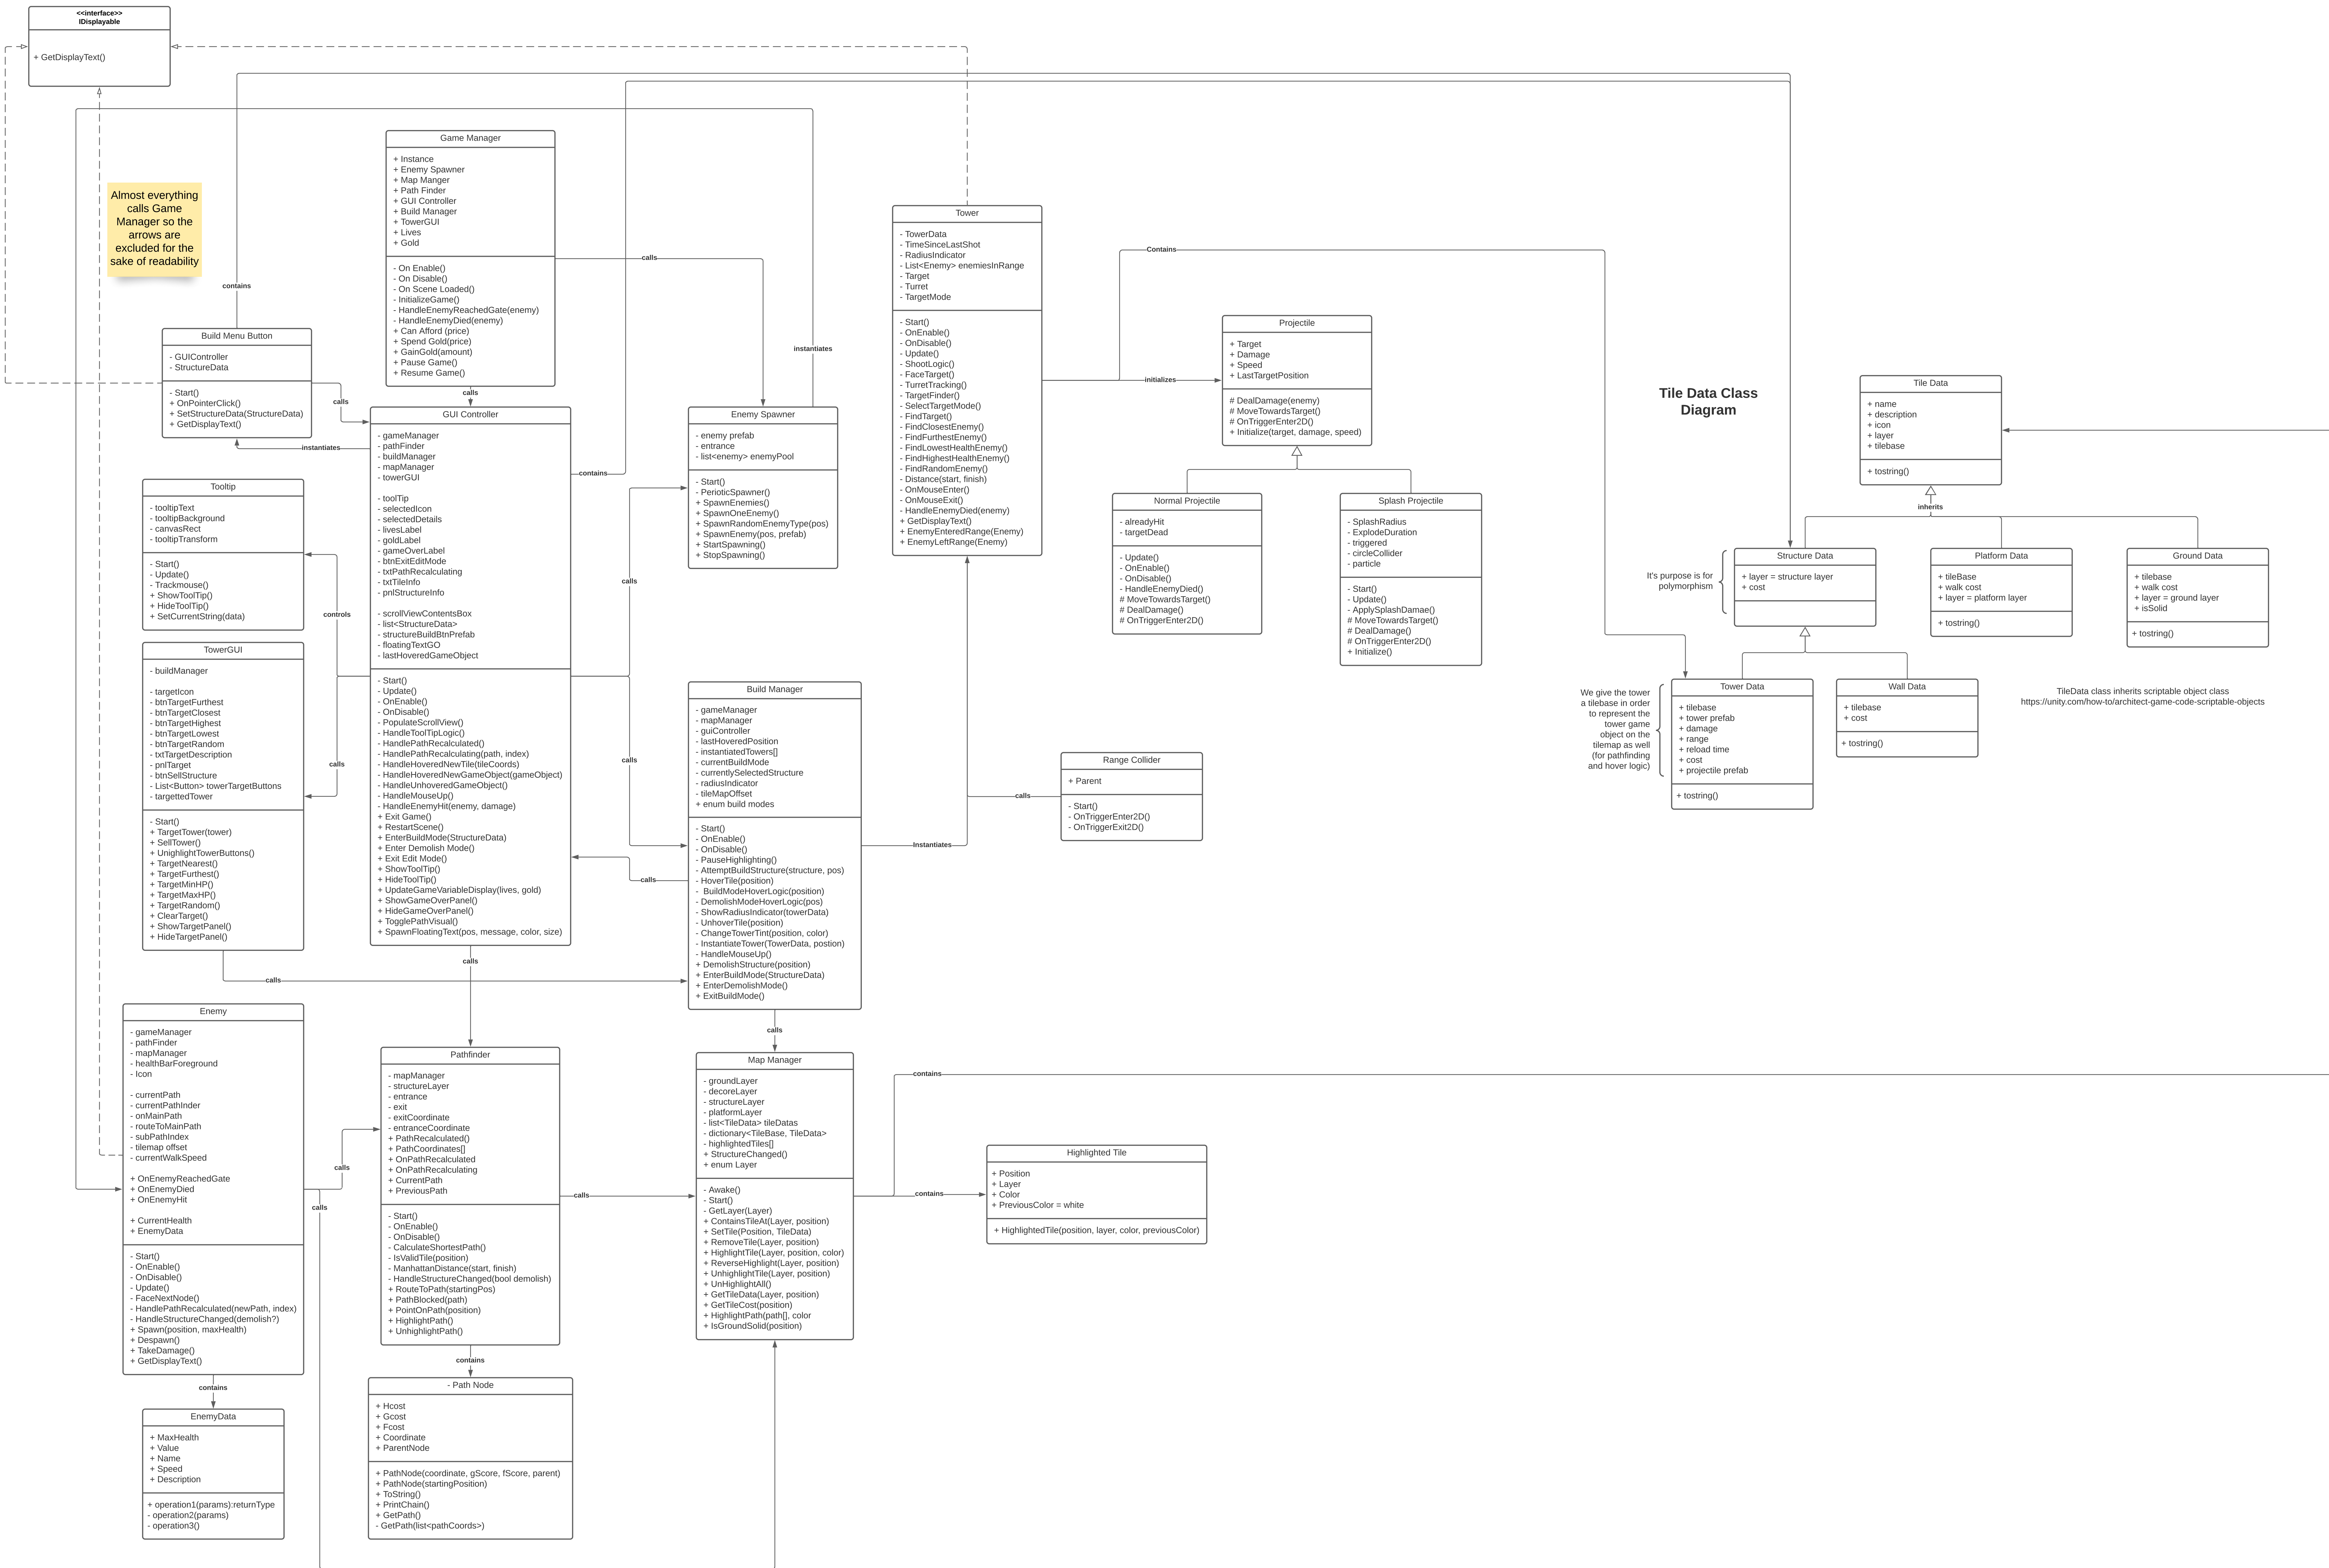 <<interface>>
IDisplayable
+ GetDisplayText()
Almost everything
calls Game
Manager so the
arrows are
excluded for the
sake of readability
Game Manager
+ Instance
+ Enemy Spawner
+ Map Manger
+ Path Finder
+ GUI Controller
+ Build Manager
+ TowerGUI
+ Lives
+ Gold
- On Enable()
- On Disable()
- On Scene Loaded()
- InitializeGame()
- HandleEnemyReachedGate(enemy)
- HandleEnemyDied(enemy)
+ Can Afford (price)
+ Spend Gold(price)
+ GainGold(amount)
+ Pause Game()
+ Resume Game()
calls
calls
contains
instantiates
Build Menu Button
- GUIController
- StructureData
- Start()
+ OnPointerClick()
+ SetStructureData(StructureData)
+ GetDisplayText()
calls
instantiates
GUI Controller
- gameManager
- pathFinder
- buildManager
- mapManager
- towerGUI
- toolTip
- selectedIcon
- selectedDetails
- livesLabel
- goldLabel
- gameOverLabel
- btnExitEditMode
- txtPathRecalculating
- txtTileInfo
- pnlStructureInfo
- scrollViewContentsBox
- list<StructureData>
- structureBuildBtnPrefab
- floatingTextGO
- lastHoveredGameObject
- Start()
- Update()
- OnEnable()
- OnDisable()
- PopulateScrollView()
- HandleToolTipLogic()
- HandlePathRecalculated()
- HandlePathRecalculating(path, index)
- HandleHoveredNewTile(tileCoords)
- HandleHoveredNewGameObject(gameObject)
- HandleUnhoveredGameObject()
- HandleMouseUp()
- HandleEnemyHit(enemy, damage)
+ Exit Game()
+ RestartScene()
+ EnterBuildMode(StructureData)
+ Enter Demolish Mode()
+ Exit Edit Mode()
+ ShowToolTip()
+ HideToolTip()
+ UpdateGameVariableDisplay(lives, gold)
+ ShowGameOverPanel()
+ HideGameOverPanel()
+ TogglePathVisual()
+ SpawnFloatingText(pos, message, color, size)
contains
calls
calls
calls
calls
controls
calls
Enemy Spawner
- enemy prefab
- entrance
- list<enemy> enemyPool
- Start()
- PerioticSpawner()
+ SpawnEnemies()
+ SpawnOneEnemy()
+ SpawnRandomEnemyType(pos)
+ SpawnEnemy(pos, prefab)
+ StartSpawning()
+ StopSpawning()
Tooltip
- tooltipText
- tooltipBackground
- canvasRect
- tooltipTransform
- Start()
- Update()
- Trackmouse()
+ ShowToolTip()
+ HideToolTip()
+ SetCurrentString(data)
TowerGUI
- buildManager
- targetIcon
- btnTargetFurthest
- btnTargetClosest
- btnTargetHighest
- btnTargetLowest
- btnTargetRandom
- txtTargetDescription
- pnlTarget
- btnSellStructure
- List<Button> towerTargetButtons
- targettedTower
- Start()
+ TargetTower(tower)
+ SellTower()
+ UnighlightTowerButtons()
+ TargetNearest()
+ TargetFurthest()
+ TargetMinHP()
+ TargetMaxHP()
+ TargetRandom()
+ ClearTarget()
+ ShowTargetPanel()
+ HideTargetPanel()
calls
Tower
- TowerData
- TimeSinceLastShot
- RadiusIndicator
- List<Enemy> enemiesInRange
- Target
- Turret
- TargetMode
- Start()
- OnEnable()
- OnDisable()
- Update()
- ShootLogic()
- FaceTarget()
- TurretTracking()
- TargetFinder()
- SelectTargetMode()
- FindTarget()
- FindClosestEnemy()
- FindFurthestEnemy()
- FindLowestHealthEnemy()
- FindHighestHealthEnemy()
- FindRandomEnemy()
- Distance(start, finish)
- OnMouseEnter()
- OnMouseExit()
- HandleEnemyDied(enemy)
+ GetDisplayText()
+ EnemyEnteredRange(Enemy)
+ EnemyLeftRange(Enemy)
Contains
initializes
Projectile
+ Target
+ Damage
+ Speed
+ LastTargetPosition
# DealDamage(enemy)
# MoveTowardsTarget()
# OnTriggerEnter2D()
+ Initialize(target, damage, speed)
Normal Projectile
- alreadyHit
- targetDead
- Update()
- OnEnable()
- OnDisable()
- HandleEnemyDied()
# MoveTowardsTarget()
# DealDamage()
# OnTriggerEnter2D()
Splash Projectile
- SplashRadius
- ExplodeDuration
- triggered
- circleCollider
- particle
- Start()
- Update()
- ApplySplashDamae()
# MoveTowardsTarget()
# DealDamage()
# OnTriggerEnter2D()
+ Initialize()
Tile Data Class
Diagram
Tile Data
+ name
+ description
+ icon
+ layer
+ tilebase
+ tostring()
inherits
It's purpose is for
polymorphism
Structure Data
+ layer = structure layer
+ cost
Platform Data
+ tileBase
+ walk cost
+ layer = platform layer
+ tostring()
Ground Data
+ tilebase
+ walk cost
+ layer = ground layer
+ isSolid
+ tostring()
We give the tower
a tilebase in order
to represent the
tower game
object on the
tilemap as well
(for pathfinding
and hover logic)
Tower Data
+ tilebase
+ tower prefab
+ damage
+ range
+ reload time
+ cost
+ projectile prefab
+ tostring()
Wall Data
+ tilebase
+ cost
+ tostring()
TileData class inherits scriptable object class
https://unity.com/how-to/architect-game-code-scriptable-objects
Build Manager
- gameManager
- mapManager
- guiController
- lastHoveredPosition
- instantiatedTowers[]
- currentBuildMode
- currentlySelectedStructure
- radiusIndicator
- tileMapOffset
+ enum build modes
- Start()
- OnEnable()
- OnDisable()
- PauseHighlighting()
- AttemptBuildStructure(structure, pos)
- HoverTile(position)
- BuildModeHoverLogic(position)
- DemolishModeHoverLogic(pos)
- ShowRadiusIndicator(towerData)
- UnhoverTile(position)
- ChangeTowerTint(position, color)
- InstantiateTower(TowerData, postion)
- HandleMouseUp()
+ DemolishStructure(position)
+ EnterBuildMode(StructureData)
+ EnterDemolishMode()
+ ExitBuildMode()
Instantiates
calls
calls
Range Collider
+ Parent
- Start()
- OnTriggerEnter2D()
- OnTriggerExit2D()
Enemy
- gameManager
- pathFinder
- mapManager
- healthBarForeground
- Icon
- currentPath
- currentPathInder
- onMainPath
- routeToMainPath
- subPathIndex
- tilemap offset
- currentWalkSpeed
+ OnEnemyReachedGate
+ OnEnemyDied
+ OnEnemyHit
+ CurrentHealth
+ EnemyData
- Start()
- OnEnable()
- OnDisable()
- Update()
- FaceNextNode()
- HandlePathRecalculated(newPath, index)
- HandleStructureChanged(demolish?)
+ Spawn(position, maxHealth)
+ Despawn()
+ TakeDamage()
+ GetDisplayText()
calls
calls
contains
EnemyData
+ MaxHealth
+ Value
+ Name
+ Speed
+ Description
+ operation1(params):returnType
- operation2(params)
- operation3()
Pathfinder
- mapManager
- structureLayer
- entrance
- exit
- exitCoordinate
- entranceCoordinate
+ PathRecalculated()
+ PathCoordinates[]
+ OnPathRecalculated
+ OnPathRecalculating
+ CurrentPath
+ PreviousPath
- Start()
- OnEnable()
- OnDisable()
- CalculateShortestPath()
- IsValidTile(position)
- ManhattanDistance(start, finish)
- HandleStructureChanged(bool demolish)
+ RouteToPath(startingPos)
+ PathBlocked(path)
+ PointOnPath(position)
+ HighlightPath()
+ UnhighlightPath()
calls
contains
- Path Node
+ Hcost
+ Gcost
+ Fcost
+ Coordinate
+ ParentNode
+ PathNode(coordinate, gScore, fScore, parent)
+ PathNode(startingPosition)
+ ToString()
+ PrintChain()
+ GetPath()
- GetPath(list<pathCoords>)
Map Manager
- groundLayer
- decoreLayer
- structureLayer
- platformLayer
- list<TileData> tileDatas
- dictionary<TileBase, TileData>
- highlightedTiles[]
+ StructureChanged()
+ enum Layer
- Awake()
- Start()
- GetLayer(Layer)
+ ContainsTileAt(Layer, position)
+ SetTile(Position, TileData)
+ RemoveTile(Layer, position)
+ HighlightTile(Layer, position, color)
+ ReverseHighlight(Layer, position)
+ UnhighlightTile(Layer, position)
+ UnHighlightAll()
+ GetTileData(Layer, position)
+ GetTileCost(position)
+ HighlightPath(path[], color
+ IsGroundSolid(position)
contains
contains
Highlighted Tile
+ Position
+ Layer
+ Color
+ PreviousColor = white
+ HighlightedTile(position, layer, color, previousColor)